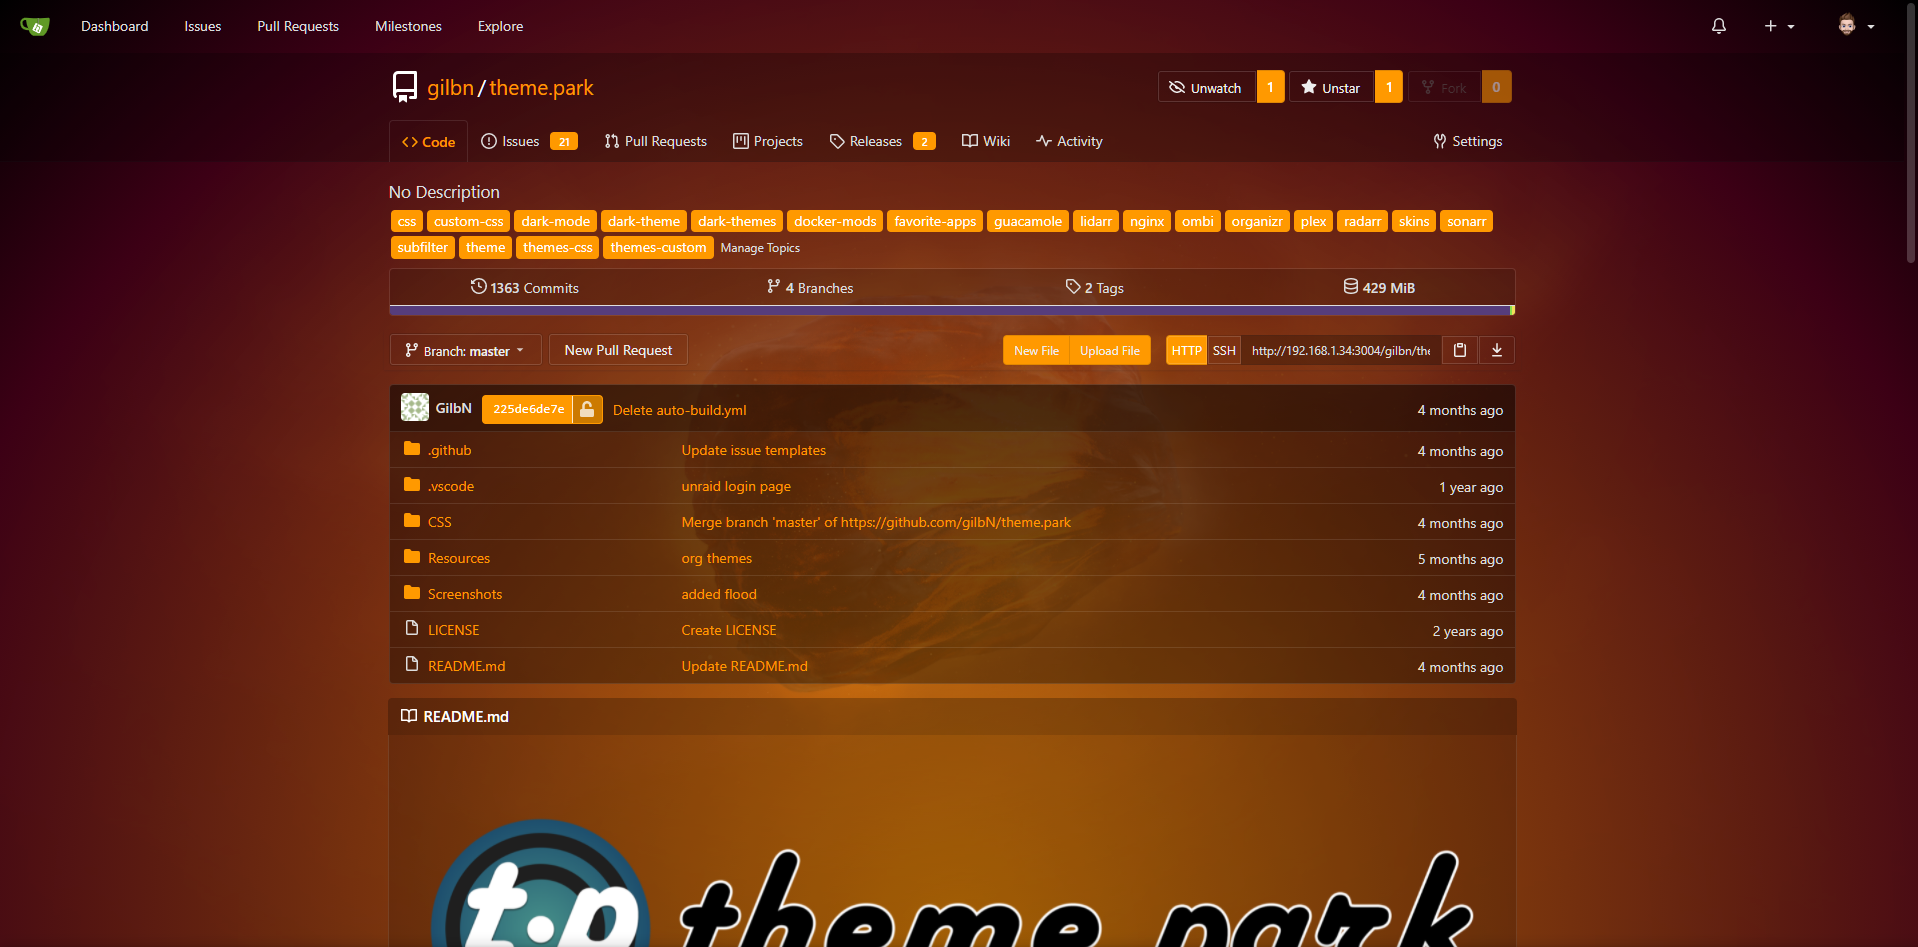 Dashboard Issues Pull Requests Milestones Explore
gilbn / theme.park Unwatch 1 Unstar 1 Fork 0
Code Issues 21 Pull Requests Projects Releases 2 Wiki Activity Settings
No Description
css custom-css dark-mode dark-theme dark-themes docker-mods favorite-apps guacamole lidarr nginx ombi organizr plex radarr skins sonarr
subfilter theme themes-css themes-custom Manage Topics
1363 Commits 4 Branches 2 Tags 429 MiB
Branch: master New Pull Request New File Upload File HTTP SSH http://192.168.1.34:3004/gilbn/the
GilbN 225de6de7e Delete auto-build.yml 4 months ago
.github Update issue templates 4 months ago
.vscode unraid login page 1 year ago
CSS Merge branch 'master' of https://github.com/gilbN/theme.park 4 months ago
Resources org themes 5 months ago
Screenshots added flood 4 months ago
LICENSE Create LICENSE 2 years ago
README.md Update README.md 4 months ago
README.md
t.p theme park